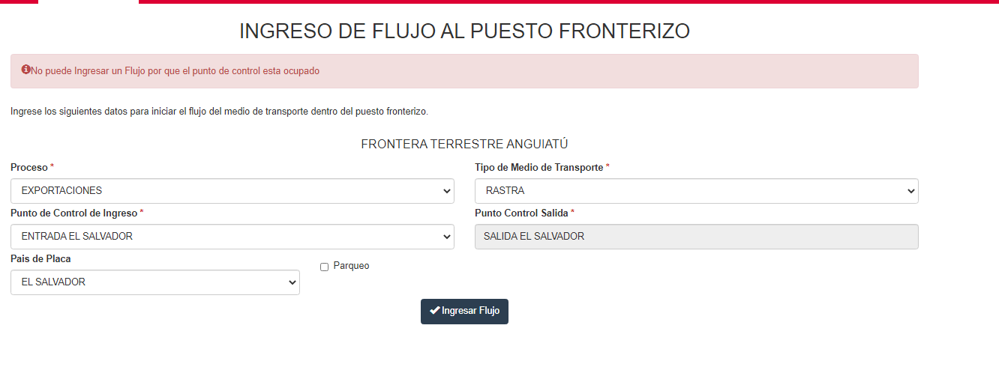 INGRESO DE FLUJO AL PUESTO FRONTERIZO
No puede Ingresar un Flujo por que el punto de control esta ocupado
Ingrese los siguientes datos para iniciar el flujo del medio de transporte dentro del puesto fronterizo.
FRONTERA TERRESTRE ANGUIATÚ
Proceso * Tipo de Medio de Transporte *
EXPORTACIONES RASTRA
Punto de Control de Ingreso * Punto Control Salida *
ENTRADA EL SALVADOR SALIDA EL SALVADOR
Pais de Placa
Parqueo
EL SALVADOR
Ingresar Flujo